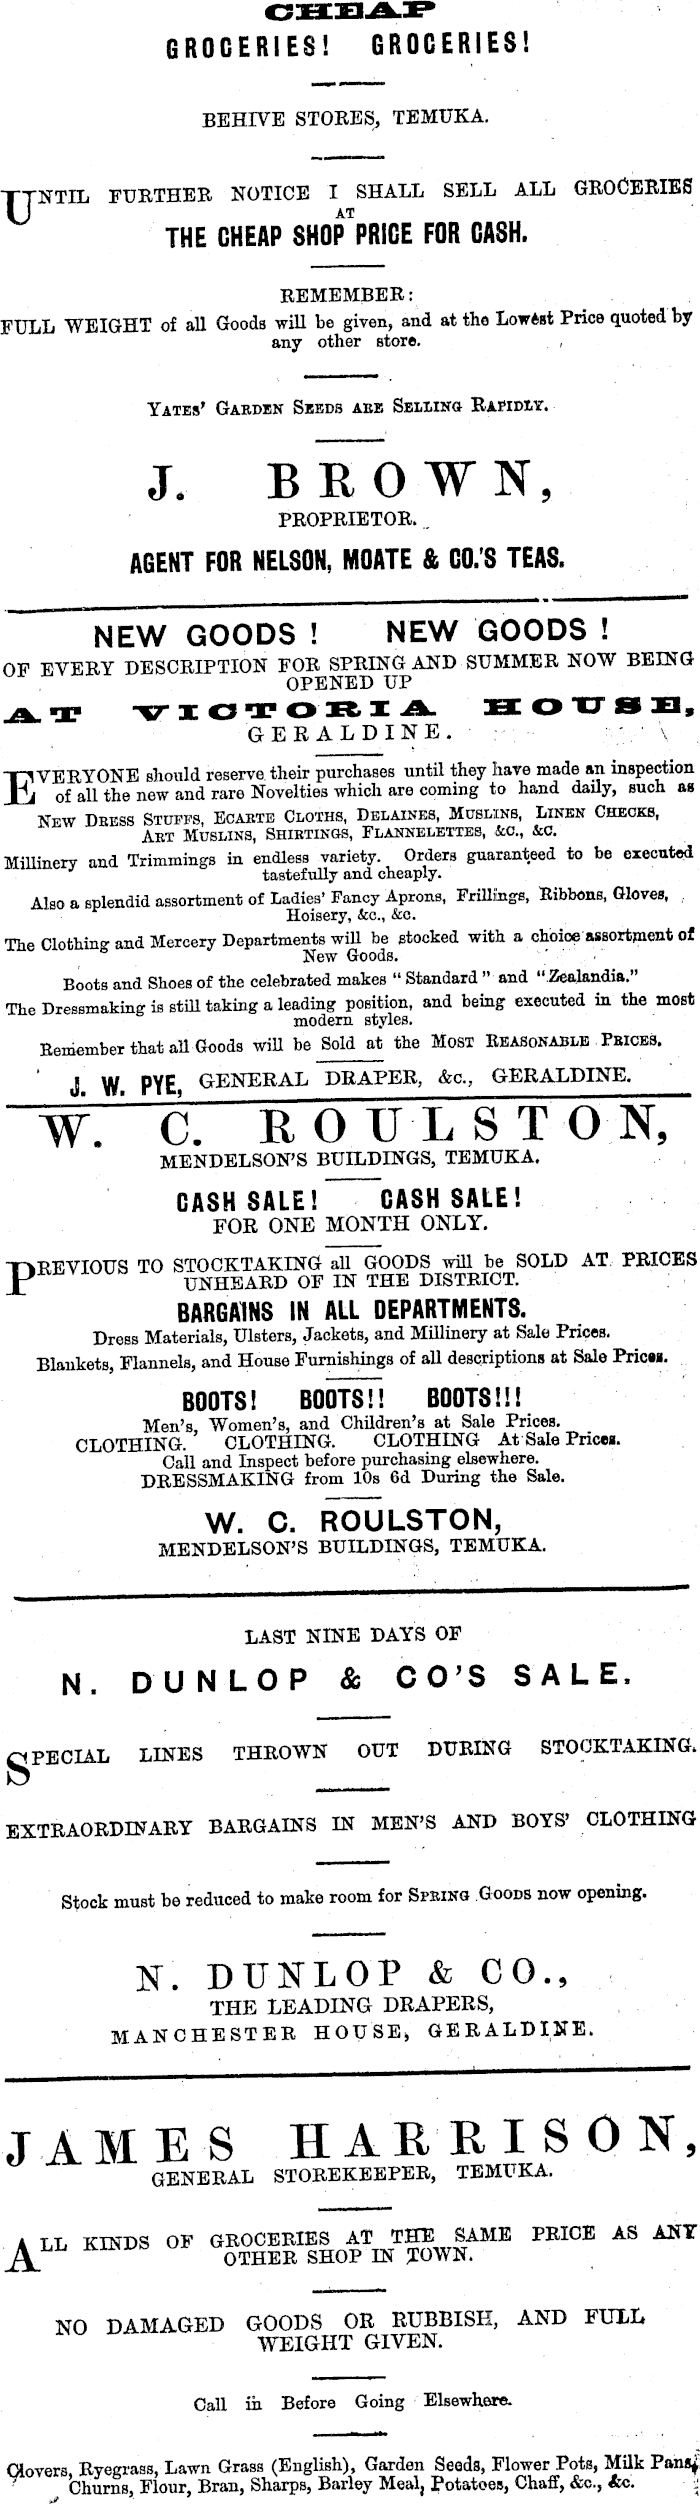 CHEAP
GROCERIES! GROCERIES!
BEHIVE STORES, TEMUKA.
UNTIL FURTHER NOTICE I SHALL SELL ALL GROCERIES
AT
THE CHEAP SHOP PRICE FOR CASH.
REMEMBER:
FULL WEIGHT of all Goods will be given, and at the Lowest Price quoted by
any other store.
YATES' GARDEN SEEDS ARE SELLING RAPIDLY.
J. BROWN,
PROPRIETOR.
AGENT FOR NELSON, MOATE & CO.'S TEAS.
NEW GOODS! NEW GOODS!
OF EVERY DESCRIPTION FOR SPRING AND SUMMER NOW BEING
OPENED UP
AT VICTORIA HOUSE,
GERALDINE.
EVERYONE should reserve their purchases until they have made an inspection
of all the new and rare Novelties which are coming to hand daily, such as
NEW DRESS STUFFS, ECARTE CLOTHS, DELAINES, MUSLINS, LINEN CHECKS,
ART MUSLINS, SHIRTINGS, FLANNELETTES, &C., &C.
Millinery and Trimmings in endless variety. Orders guaranteed to be executed
tastefully and cheaply.
Also a splendid assortment of Ladies' Fancy Aprons, Frillings, Ribbons, Gloves,
Hoisery, &c., &c.
The Clothing and Mercery Departments will be stocked with a choice assortment of
New Goods.
Boots and Shoes of the celebrated makes "Standard" and "Zealandia."
The Dressmaking is still taking a leading position, and being executed in the most
modern styles.
Remember that all Goods will be Sold at the MOST REASONABLE PRICES.
J. W. PYE, GENERAL DRAPER, &c., GERALDINE.
W. C. ROULSTON,
MENDELSON'S BUILDINGS, TEMUKA.
CASH SALE! CASH SALE!
FOR ONE MONTH ONLY.
PREVIOUS TO STOCKTAKING all GOODS will be SOLD AT PRICES
UNHEARD OF IN THE DISTRICT.
BARGAINS IN ALL DEPARTMENTS.
Dress Materials, Ulsters, Jackets, and Millinery at Sale Prices.
Blankets, Flannels, and House Furnishings of all descriptions at Sale Prices.
BOOTS! BOOTS!! BOOTS!!!
Men's, Women's, and Children's at Sale Prices.
CLOTHING. CLOTHING. CLOTHING At Sale Prices.
Call and Inspect before purchasing elsewhere.
DRESSMAKING from 10s 6d During the Sale.
W. C. ROULSTON,
MENDELSON'S BUILDINGS, TEMUKA.
LAST NINE DAYS OF
N. DUNLOP & CO'S SALE.
SPECIAL LINES THROWN OUT DURING STOCKTAKING.
EXTRAORDINARY BARGAINS IN MEN'S AND BOYS' CLOTHING
Stock must be reduced to make room for SPRING GOODS now opening.
N. DUNLOP & CO.,
THE LEADING DRAPERS,
MANCHESTER HOUSE, GERALDINE.
JAMES HARRISON,
GENERAL STOREKEEPER, TEMUKA.
ALL KINDS OF GROCERIES AT THE SAME PRICE AS ANY
OTHER SHOP IN TOWN.
NO DAMAGED GOODS OR RUBBISH, AND FULL
WEIGHT GIVEN.
Call in Before Going Elsewhere.
Clovers, Ryegrass, Lawn Grass (English), Garden Seeds, Flower Pots, Milk Pans,
Churns, Flour, Bran, Sharps, Barley Meal, Potatoes, Chaff, &c., &c.